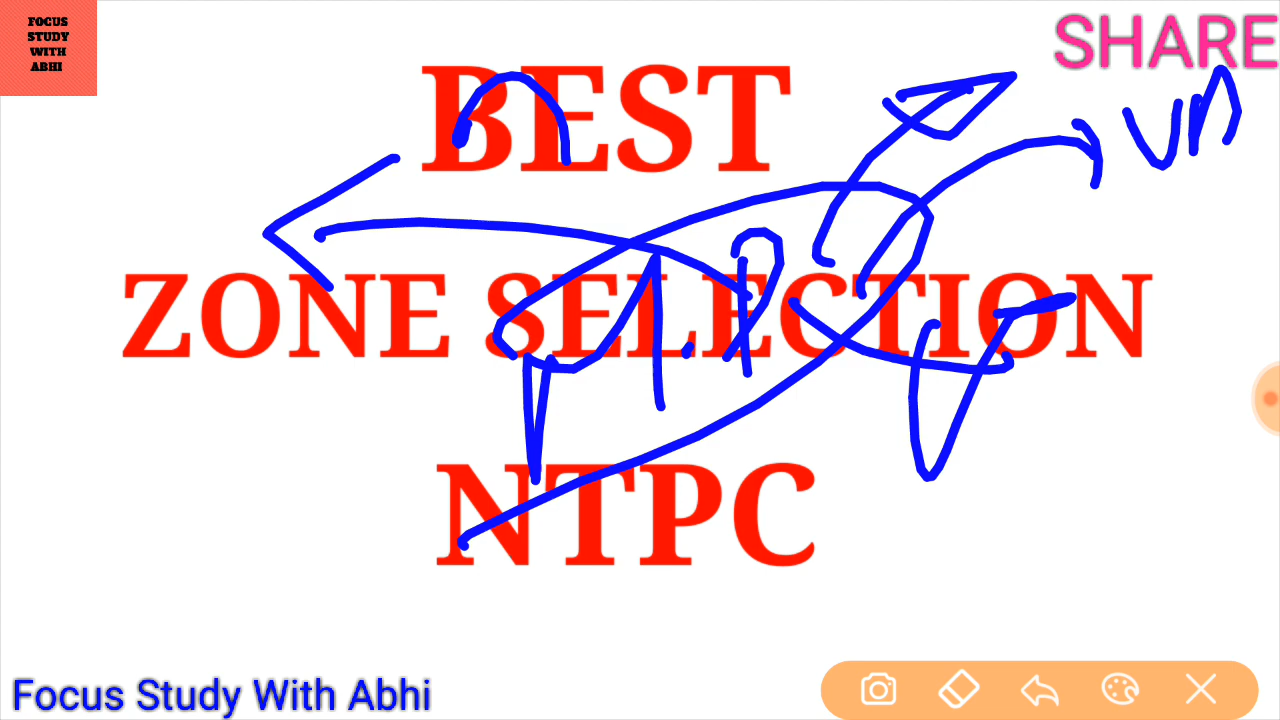 FOCUS
STUDY
WITH
ABHI
SHARE
BEST
ZONE SELECTION
NTPC
Focus Study With Abhi